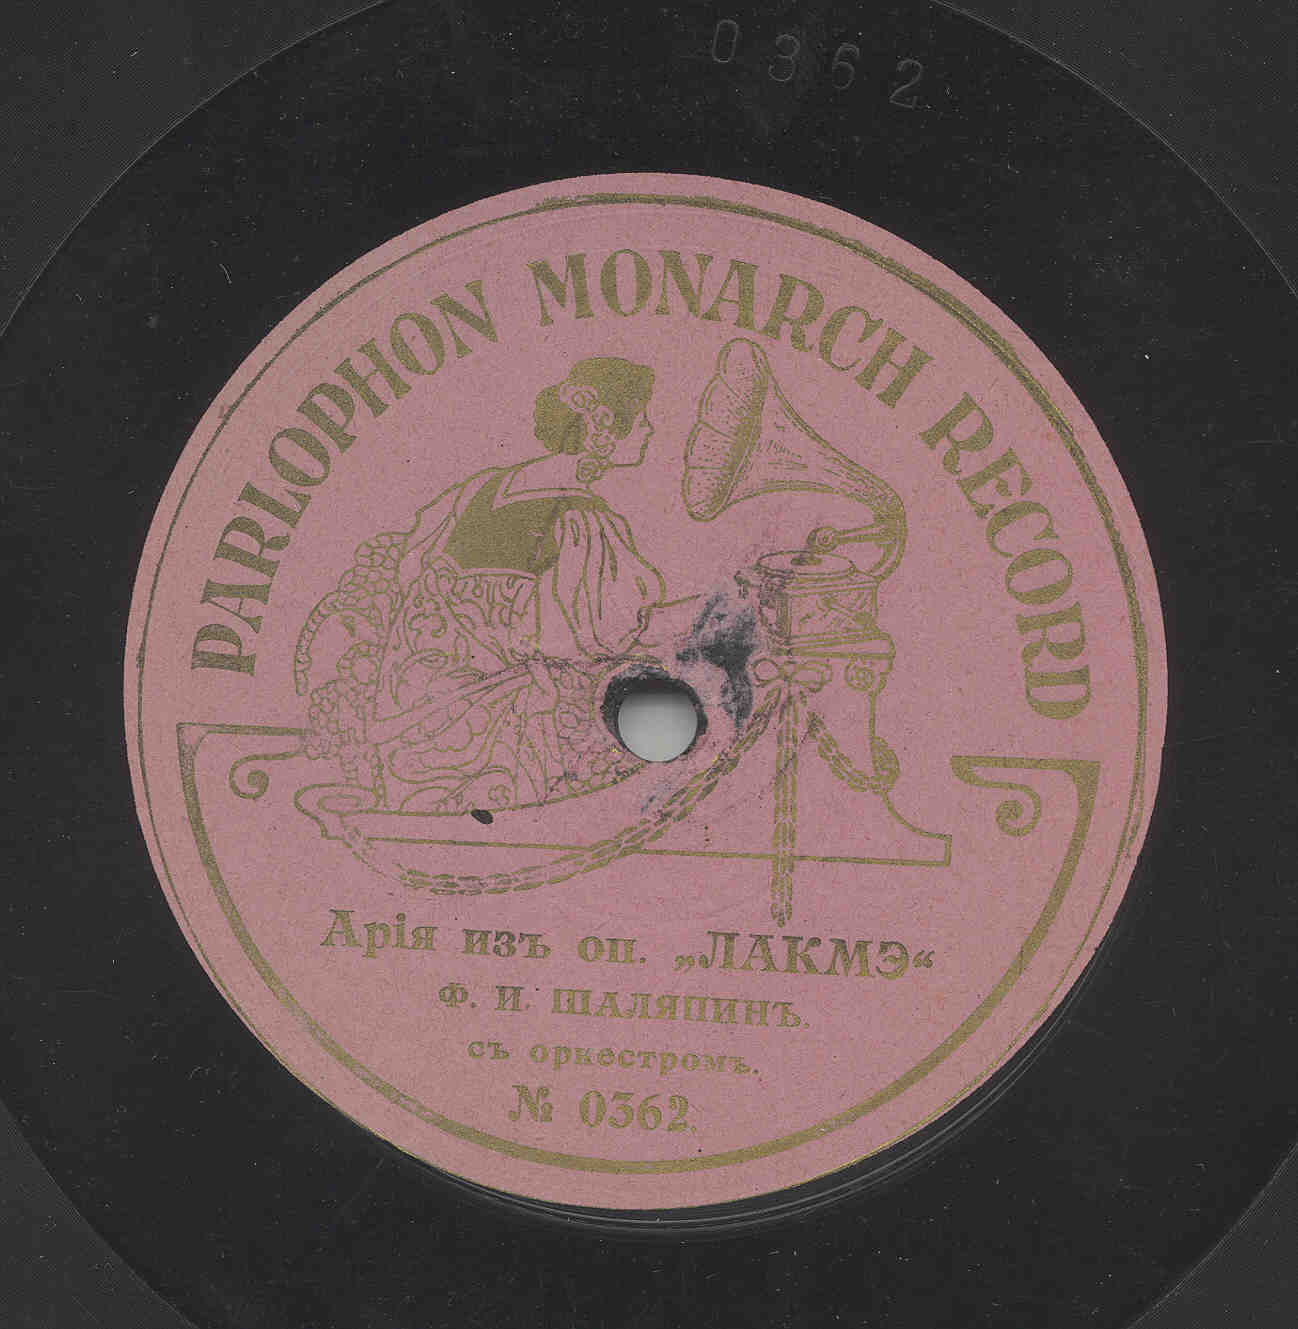 0362
PARLOPHON MONARCH RECORD
Арія изъ оп. „ЛАКМЭ“
Ф. И. ШАЛЯПИНЪ.
съ оркестромъ.
№ 0362.